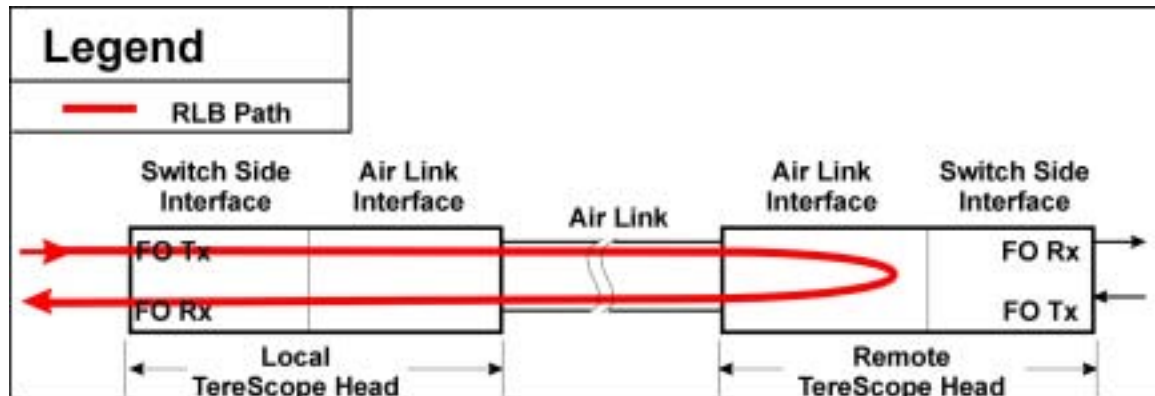 Legend
RLB Path
Switch Side
Interface
Air Link
Interface
Air Link
Air Link
Interface
Switch Side
Interface
FO Tx
FO Rx
FO Rx
FO Tx
Local
TereScope Head
Remote
TereScope Head